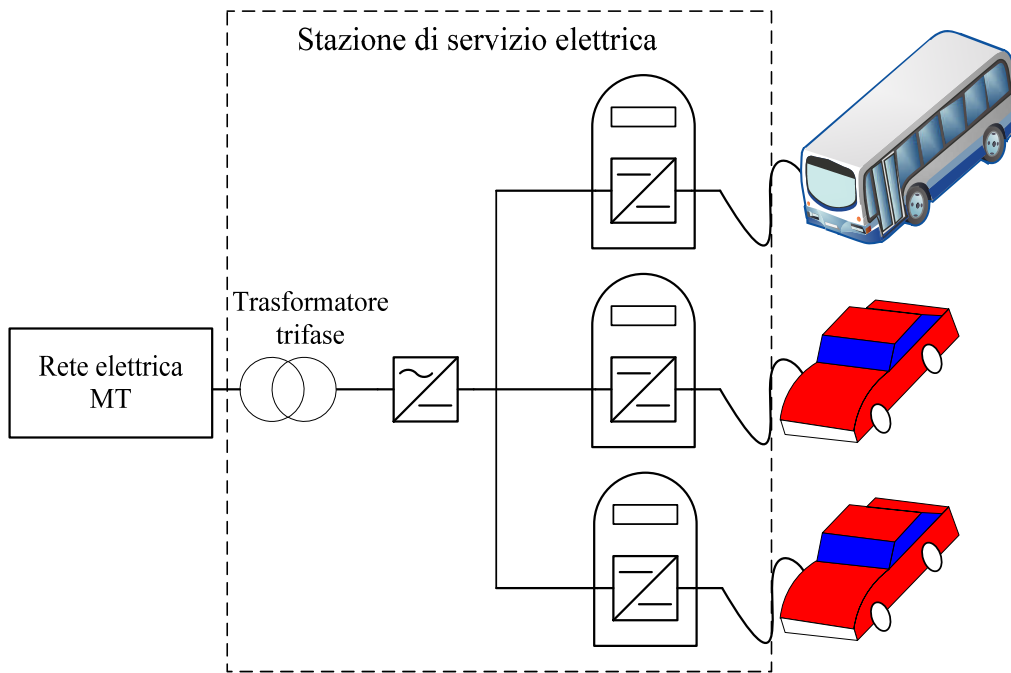 Stazione di servizio elettrica
Trasformatore
trifase
Rete elettrica
MT